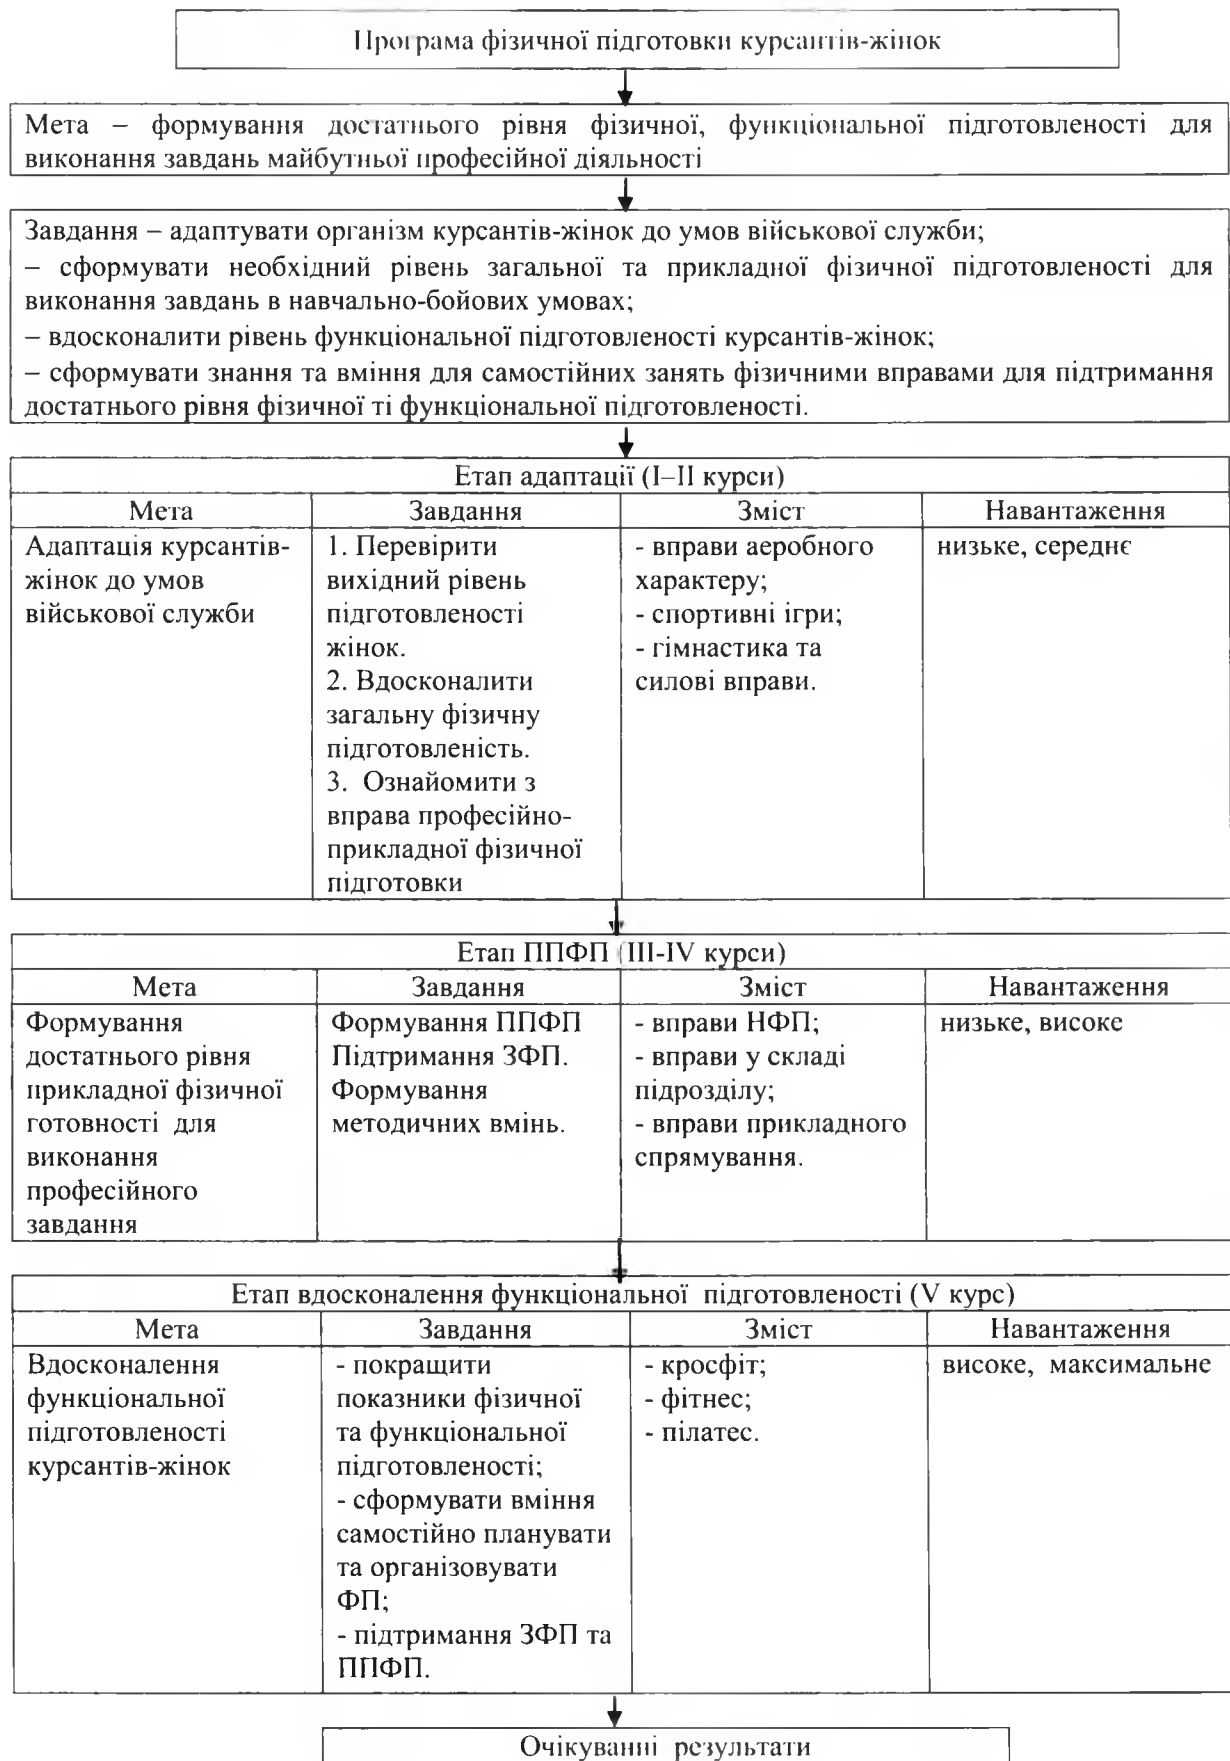 Програма фізичної підготовки курсантів-жінок
Мета – формування достатнього рівня фізичної, функціональної підготовленості для
виконання завдань майбутньої професійної діяльності
Завдання – адаптувати організм курсантів-жінок до умов військової служби;
– сформувати необхідний рівень загальної та прикладної фізичної підготовленості для
виконання завдань в навчально-бойових умовах;
– вдосконалити рівень функціональної підготовленості курсантів-жінок;
– сформувати знання та вміння для самостійних занять фізичними вправами для підтримання
достатнього рівня фізичної ті функціональної підготовленості.
Етап адаптації (І–ІІ курси)
Мета
Завдання
Зміст
Навантаження
Адаптація курсантів-
жінок до умов
військової служби
1. Перевірити
вихідний рівень
підготовленості
жінок.
2. Вдосконалити
загальну фізичну
підготовленість.
3. Ознайомити з
вправа професійно-
прикладної фізичної
підготовки
- вправи аеробного
характеру;
- спортивні ігри;
- гімнастика та
силові вправи.
низьке, середнє
Етап ППФП (ІІІ-IV курси)
Мета
Завдання
Зміст
Навантаження
Формування
достатнього рівня
прикладної фізичної
готовності для
виконання
професійного
завдання
Формування ППФП
Підтримання ЗФП.
Формування
методичних вмінь.
- вправи НФП;
- вправи у складі
підрозділу;
- вправи прикладного
спрямування.
низьке, високе
Етап вдосконалення функціональної підготовленості (V курс)
Мета
Завдання
Зміст
Навантаження
Вдосконалення
функціональної
підготовленості
курсантів-жінок
- покращити
показники фізичної
та функціональної
підготовленості;
- сформувати вміння
самостійно планувати
та організовувати
ФП;
- підтримання ЗФП та
ППФП.
- кросфіт;
- фітнес;
- пілатес.
високе, максимальне
Очікуванні результати